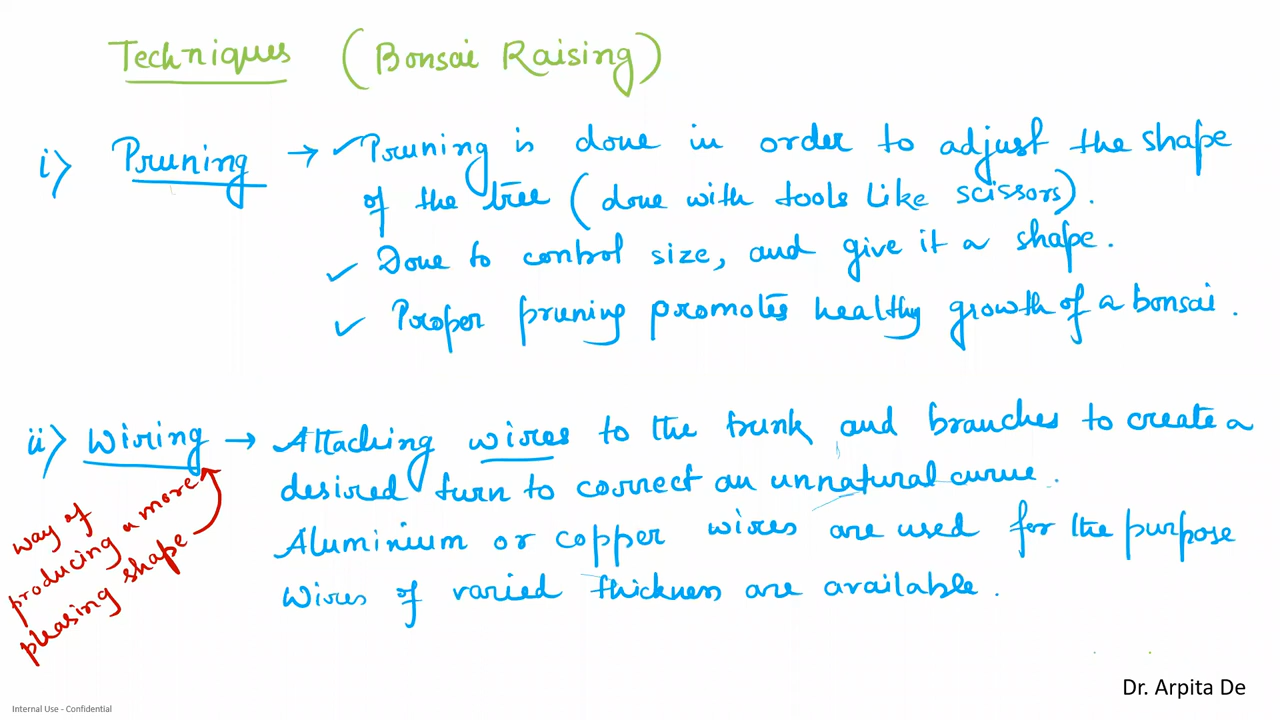 Techniques (Bonsai Raising)
i) Pruning → ✓ Pruning is done in order to adjust the shape
of the tree (done with tools like scissors).
✓ Done to control size, and give it a shape.
✓ Proper pruning promotes healthy growth of a bonsai.
ii) Wiring → Attaching wires to the trunk and branches to create a
desired turn to correct an unnatural curve.
Aluminium or copper wires are used for the purpose
Wires of varied thickness are available.
way of
producing a more
pleasing shape
Dr. Arpita De
Internal Use - Confidential